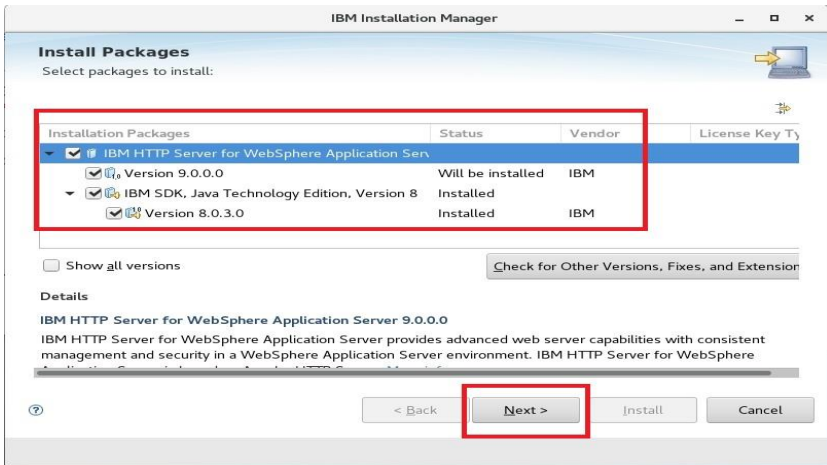 IBM Installation Manager
Install Packages
Select packages to install:
Installation Packages Status Vendor License Key Ty
IBM HTTP Server for WebSphere Application Serv
Version 9.0.0.0 Will be installed IBM
IBM SDK, Java Technology Edition, Version 8 Installed
Version 8.0.3.0 Installed IBM
Show all versions Check for Other Versions, Fixes, and Extension
Details
IBM HTTP Server for WebSphere Application Server 9.0.0.0
IBM HTTP Server for WebSphere Application Server provides advanced web server capabilities with consistent
management and security in a WebSphere Application Server environment. IBM HTTP Server for WebSphere
? < Back Next > Install Cancel